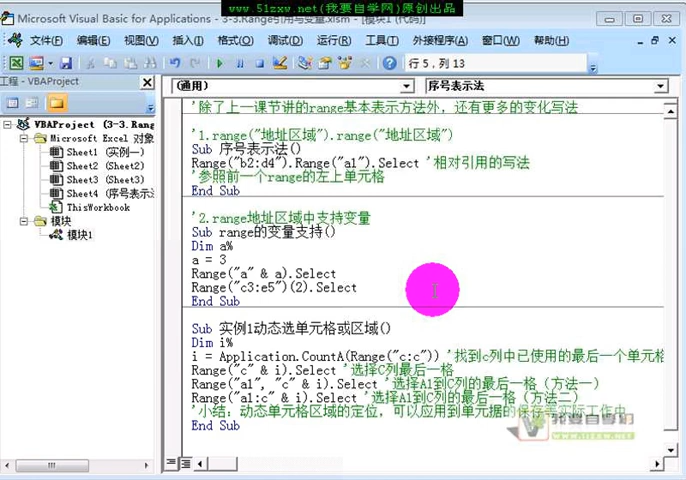 www.51zxw.net(我要自学网)原创出品
Microsoft Visual Basic for Applications - 3-3.Range引用与变量.xlsm - [模块1 (代码)]
文件(F) 编辑(E) 视图(V) 插入(I) 格式(O) 调试(D) 运行(R) 工具(T) 外接程序(A) 窗口(W) 帮助(H)
行 5, 列 13
工程 - VBAProject
(通用)
序号表示法
VBAProject (3-3.Rang
Microsoft Excel 对象
Sheet1 (实例一)
Sheet2 (Sheet2)
Sheet3 (Sheet3)
Sheet4 (序号表示法
ThisWorkbook
模块
模块1
'除了上一课节讲的range基本表示方法外，还有更多的变化写法
'1.range("地址区域").range("地址区域")
Sub 序号表示法()
Range("b2:d4").Range("a1").Select '相对引用的写法
'参照前一个range的左上单元格
End Sub
'2.range地址区域中支持变量
Sub range的变量支持()
Dim a%
a = 3
Range("a" & a).Select
Range("c3:e5")(2).Select
End Sub
Sub 实例1动态选单元格或区域()
Dim i%
i = Application.CountA(Range("c:c")) '找到c列中已使用的最后一个单元格
Range("c" & i).Select '选择C列最后一格
Range("a1", "c" & i).Select '选择A1到C列的最后一格（方法一）
Range("a1:c" & i).Select '选择A1到C列的最后一格（方法二）
'小结：动态单元格区域的定位，可以应用到单元据的保存等实际工作中
End Sub
我要自学网
WWW.51ZXW.NET